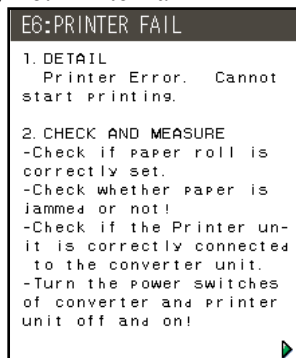 E6:PRINTER FAIL
1. DETAIL
Printer Error. Cannot
start printing.
2. CHECK AND MEASURE
-Check if paper roll is
correctly set.
-Check whether paper is
jammed or not!
-Check if the Printer un-
it is correctly connected
to the converter unit.
-Turn the power switches
of converter and printer
unit off and on!